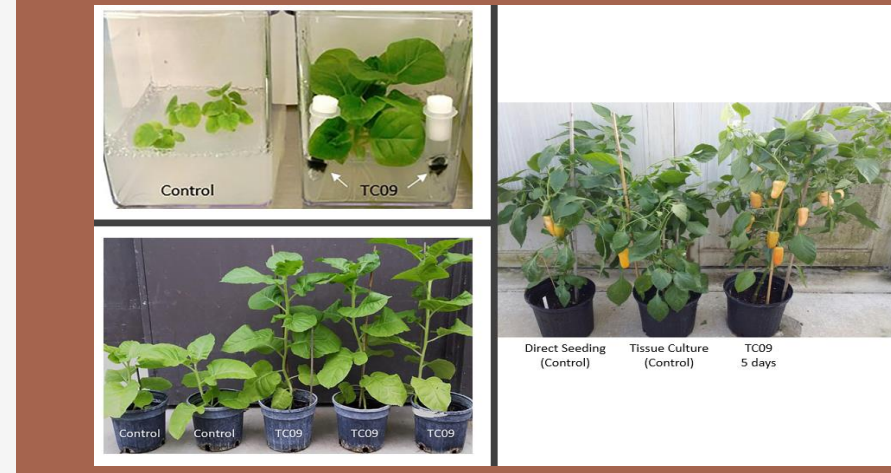 Control
TC09
Control
Control
TC09
TC09
TC09
Direct Seeding
(Control)
Tissue Culture
(Control)
TC09
5 days